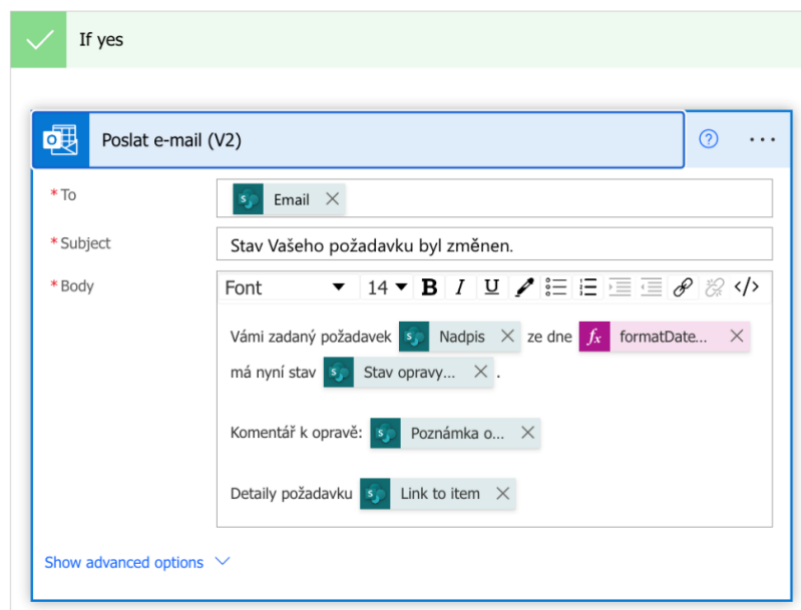 If yes
Poslat e-mail (V2)
* To Email
* Subject Stav Vašeho požadavku byl změnen.
* Body Font 14 B I U </>
Vámi zadaný požadavek Nadpis ze dne fx formatDate...
má nyní stav Stav opravy... .
Komentář k opravě: Poznámka o...
Detaily požadavku Link to item
Show advanced options